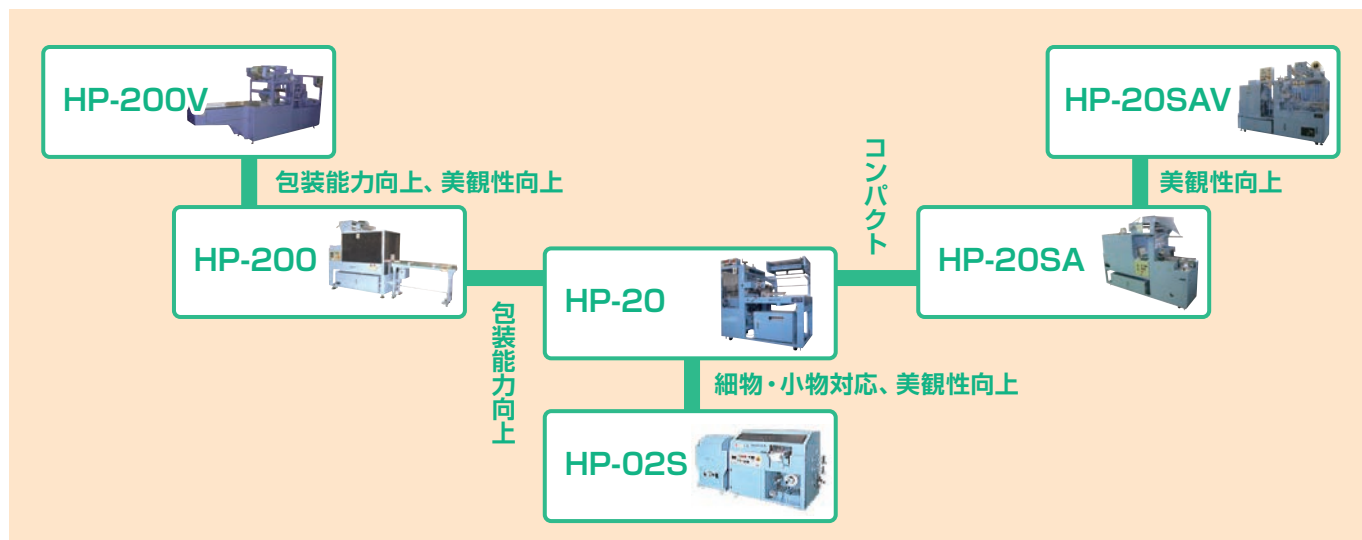 HP-200V
HP-20SAV
包装能力向上、美観性向上
コンパクト
美観性向上
HP-200
HP-20SA
HP-20
包装能力向上
細物・小物対応、美観性向上
HP-02S